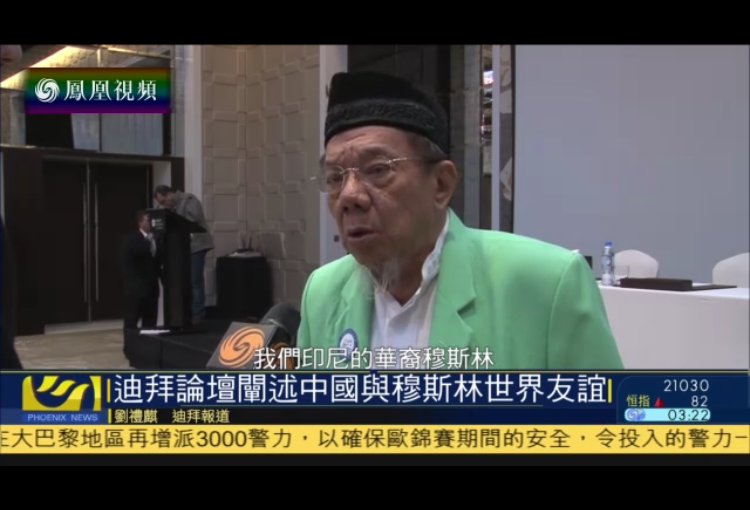 鳳凰視頻
我們印尼的華裔穆斯林
迪拜論壇闡述中國與穆斯林世界友誼
21030
恒指 82
03:22
PHOENIX NEWS
劉禮麒 迪拜報道
在大巴黎地區再增派3000警力，以確保歐錦賽期間的安全，令投入的警力一